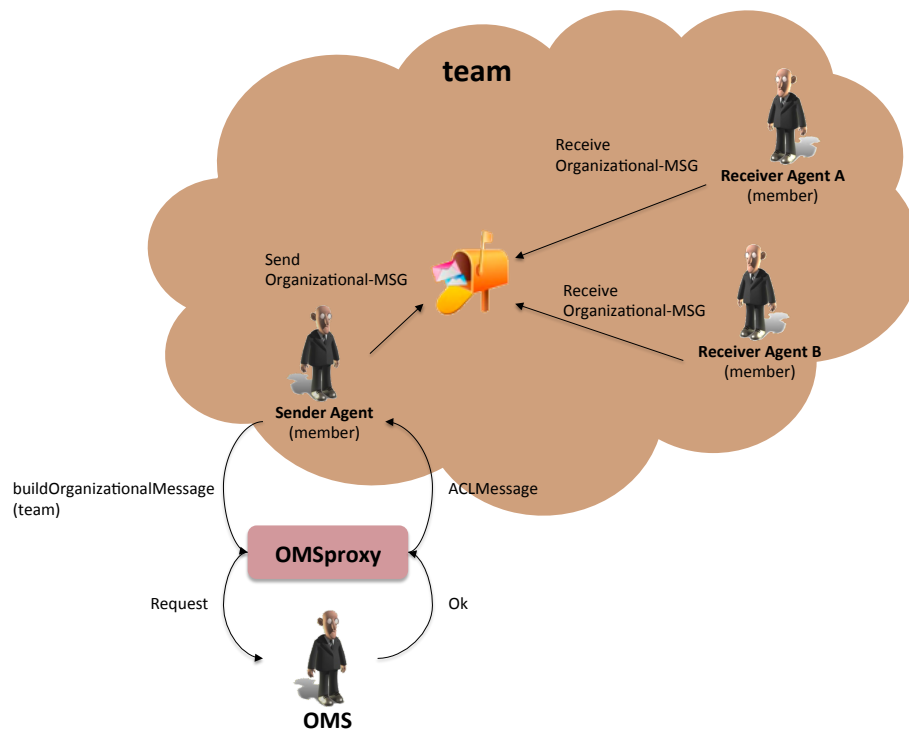 team
Receive
Organizational-MSG
Receiver Agent A
(member)
Send
Organizational-MSG
Receive
Organizational-MSG
Receiver Agent B
(member)
Sender Agent
(member)
buildOrganizationalMessage
(team)
ACLMessage
OMSproxy
Request
Ok
OMS